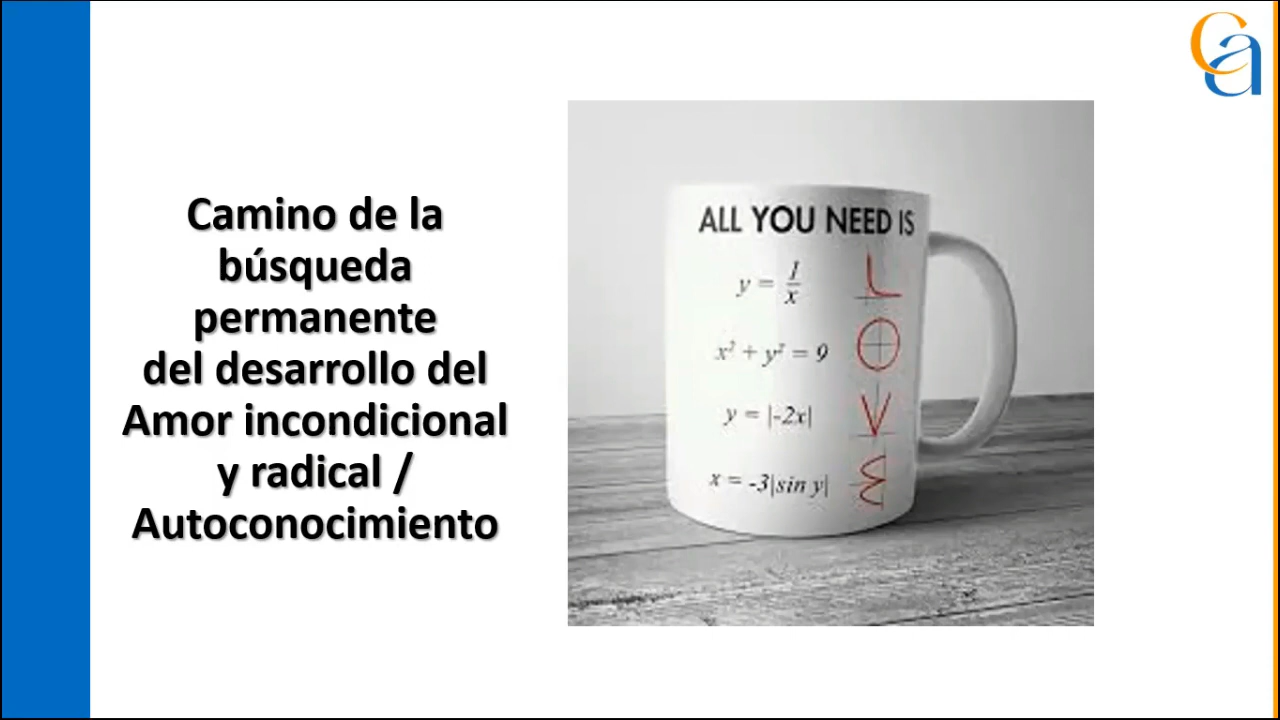 Camino de la
búsqueda
permanente
del desarrollo del
Amor incondicional
y radical /
Autoconocimiento
ALL YOU NEED IS
y = 1/x
x² + y² = 9
y = |-2x|
x = -3|sin y|
ca